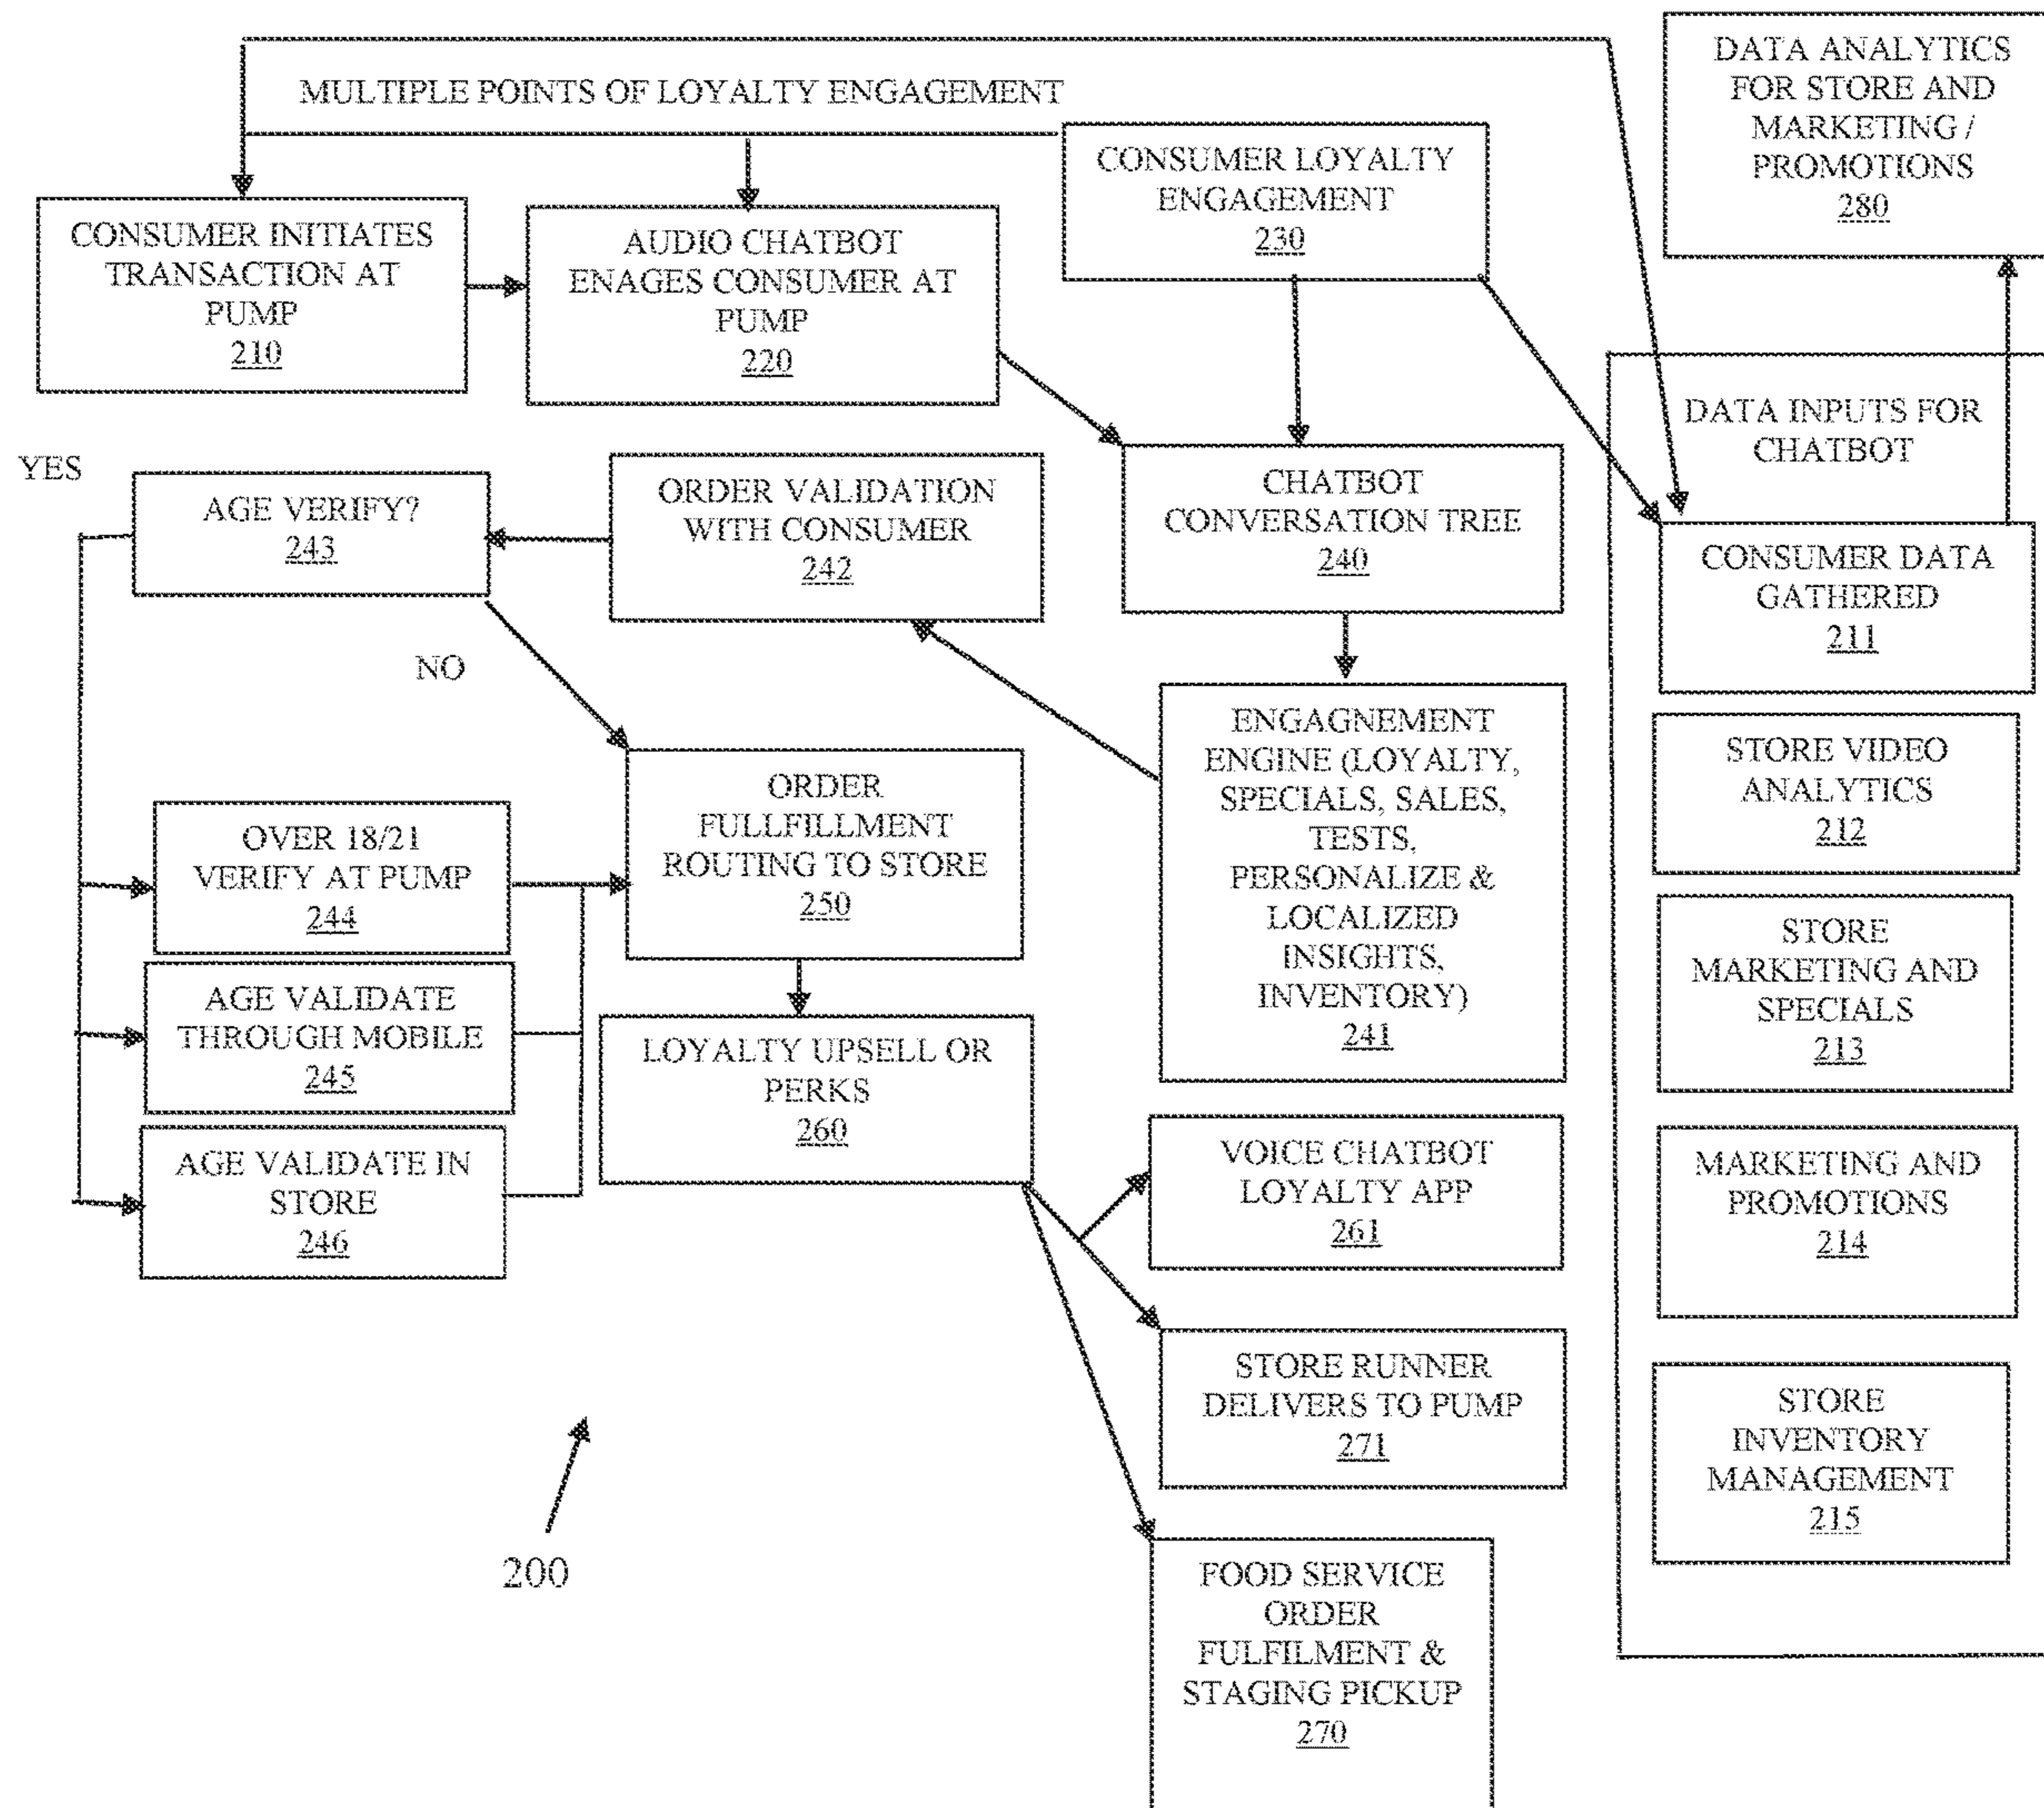 MULTIPLE POINTS OF LOYALTY ENGAGEMENT
CONSUMER INITIATES
TRANSACTION AT
PUMP
210
AUDIO CHATBOT
ENAGES CONSUMER AT
PUMP
220
CONSUMER LOYALTY
ENGAGEMENT
230
DATA ANALYTICS
FOR STORE AND
MARKETING /
PROMOTIONS
280
DATA INPUTS FOR
CHATBOT
YES
AGE VERIFY?
243
ORDER VALIDATION
WITH CONSUMER
242
CHATBOT
CONVERSATION TREE
240
CONSUMER DATA
GATHERED
211
NO
ENGAGNEMENT
ENGINE (LOYALTY,
SPECIALS, SALES,
TESTS,
PERSONALIZE &
LOCALIZED
INSIGHTS,
INVENTORY)
241
STORE VIDEO
ANALYTICS
212
ORDER
FULLFILLMENT
ROUTING TO STORE
250
OVER 18/21
VERIFY AT PUMP
244
STORE
MARKETING AND
SPECIALS
213
AGE VALIDATE
THROUGH MOBILE
245
LOYALTY UPSELL OR
PERKS
260
AGE VALIDATE IN
STORE
246
VOICE CHATBOT
LOYALTY APP
261
MARKETING AND
PROMOTIONS
214
STORE RUNNER
DELIVERS TO PUMP
271
STORE
INVENTORY
MANAGEMENT
215
200
FOOD SERVICE
ORDER
FULFILMENT &
STAGING PICKUP
270